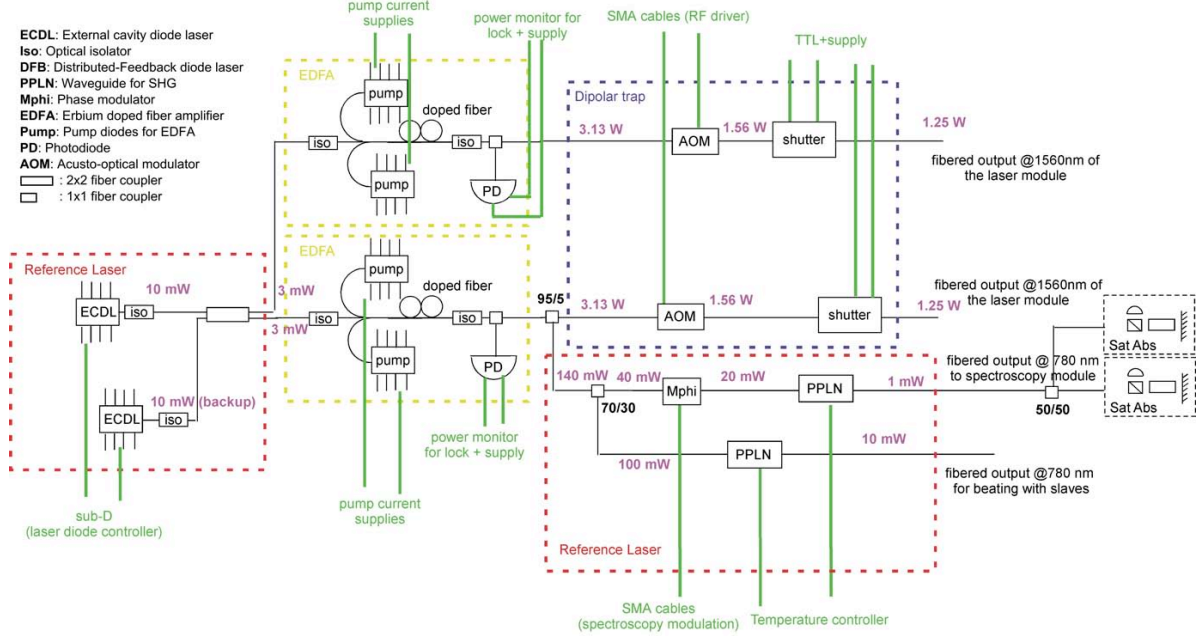 ECDL: External cavity diode laser
Iso: Optical isolator
DFB: Distributed-Feedback diode laser
PPLN: Waveguide for SHG
Mphi: Phase modulator
EDFA: Erbium doped fiber amplifier
Pump: Pump diodes for EDFA
PD: Photodiode
AOM: Acusto-optical modulator
: 2x2 fiber coupler
: 1x1 fiber coupler
pump current
supplies
power monitor for
lock + supply
SMA cables (RF driver)
TTL+supply
EDFA
pump
doped fiber
iso
iso
pump
PD
Dipolar trap
3.13 W
AOM
1.56 W
shutter
1.25 W
fibered output @1560nm of
the laser module
Reference Laser
10 mW
ECDL
iso
3 mW
3 mW
10 mW (backup)
ECDL
iso
sub-D
(laser diode controller)
EDFA
pump
doped fiber
iso
iso
pump
PD
95/5
3.13 W
AOM
1.56 W
shutter
1.25 W
fibered output @1560nm of
the laser module
power monitor
for lock + supply
pump current
supplies
140 mW
40 mW
Mphi
20 mW
PPLN
1 mW
fibered output @ 780 nm
to spectroscopy module
70/30
50/50
Sat Abs
Sat Abs
100 mW
PPLN
10 mW
fibered output @780 nm
for beating with slaves
Reference Laser
SMA cables
(spectroscopy modulation)
Temperature controller